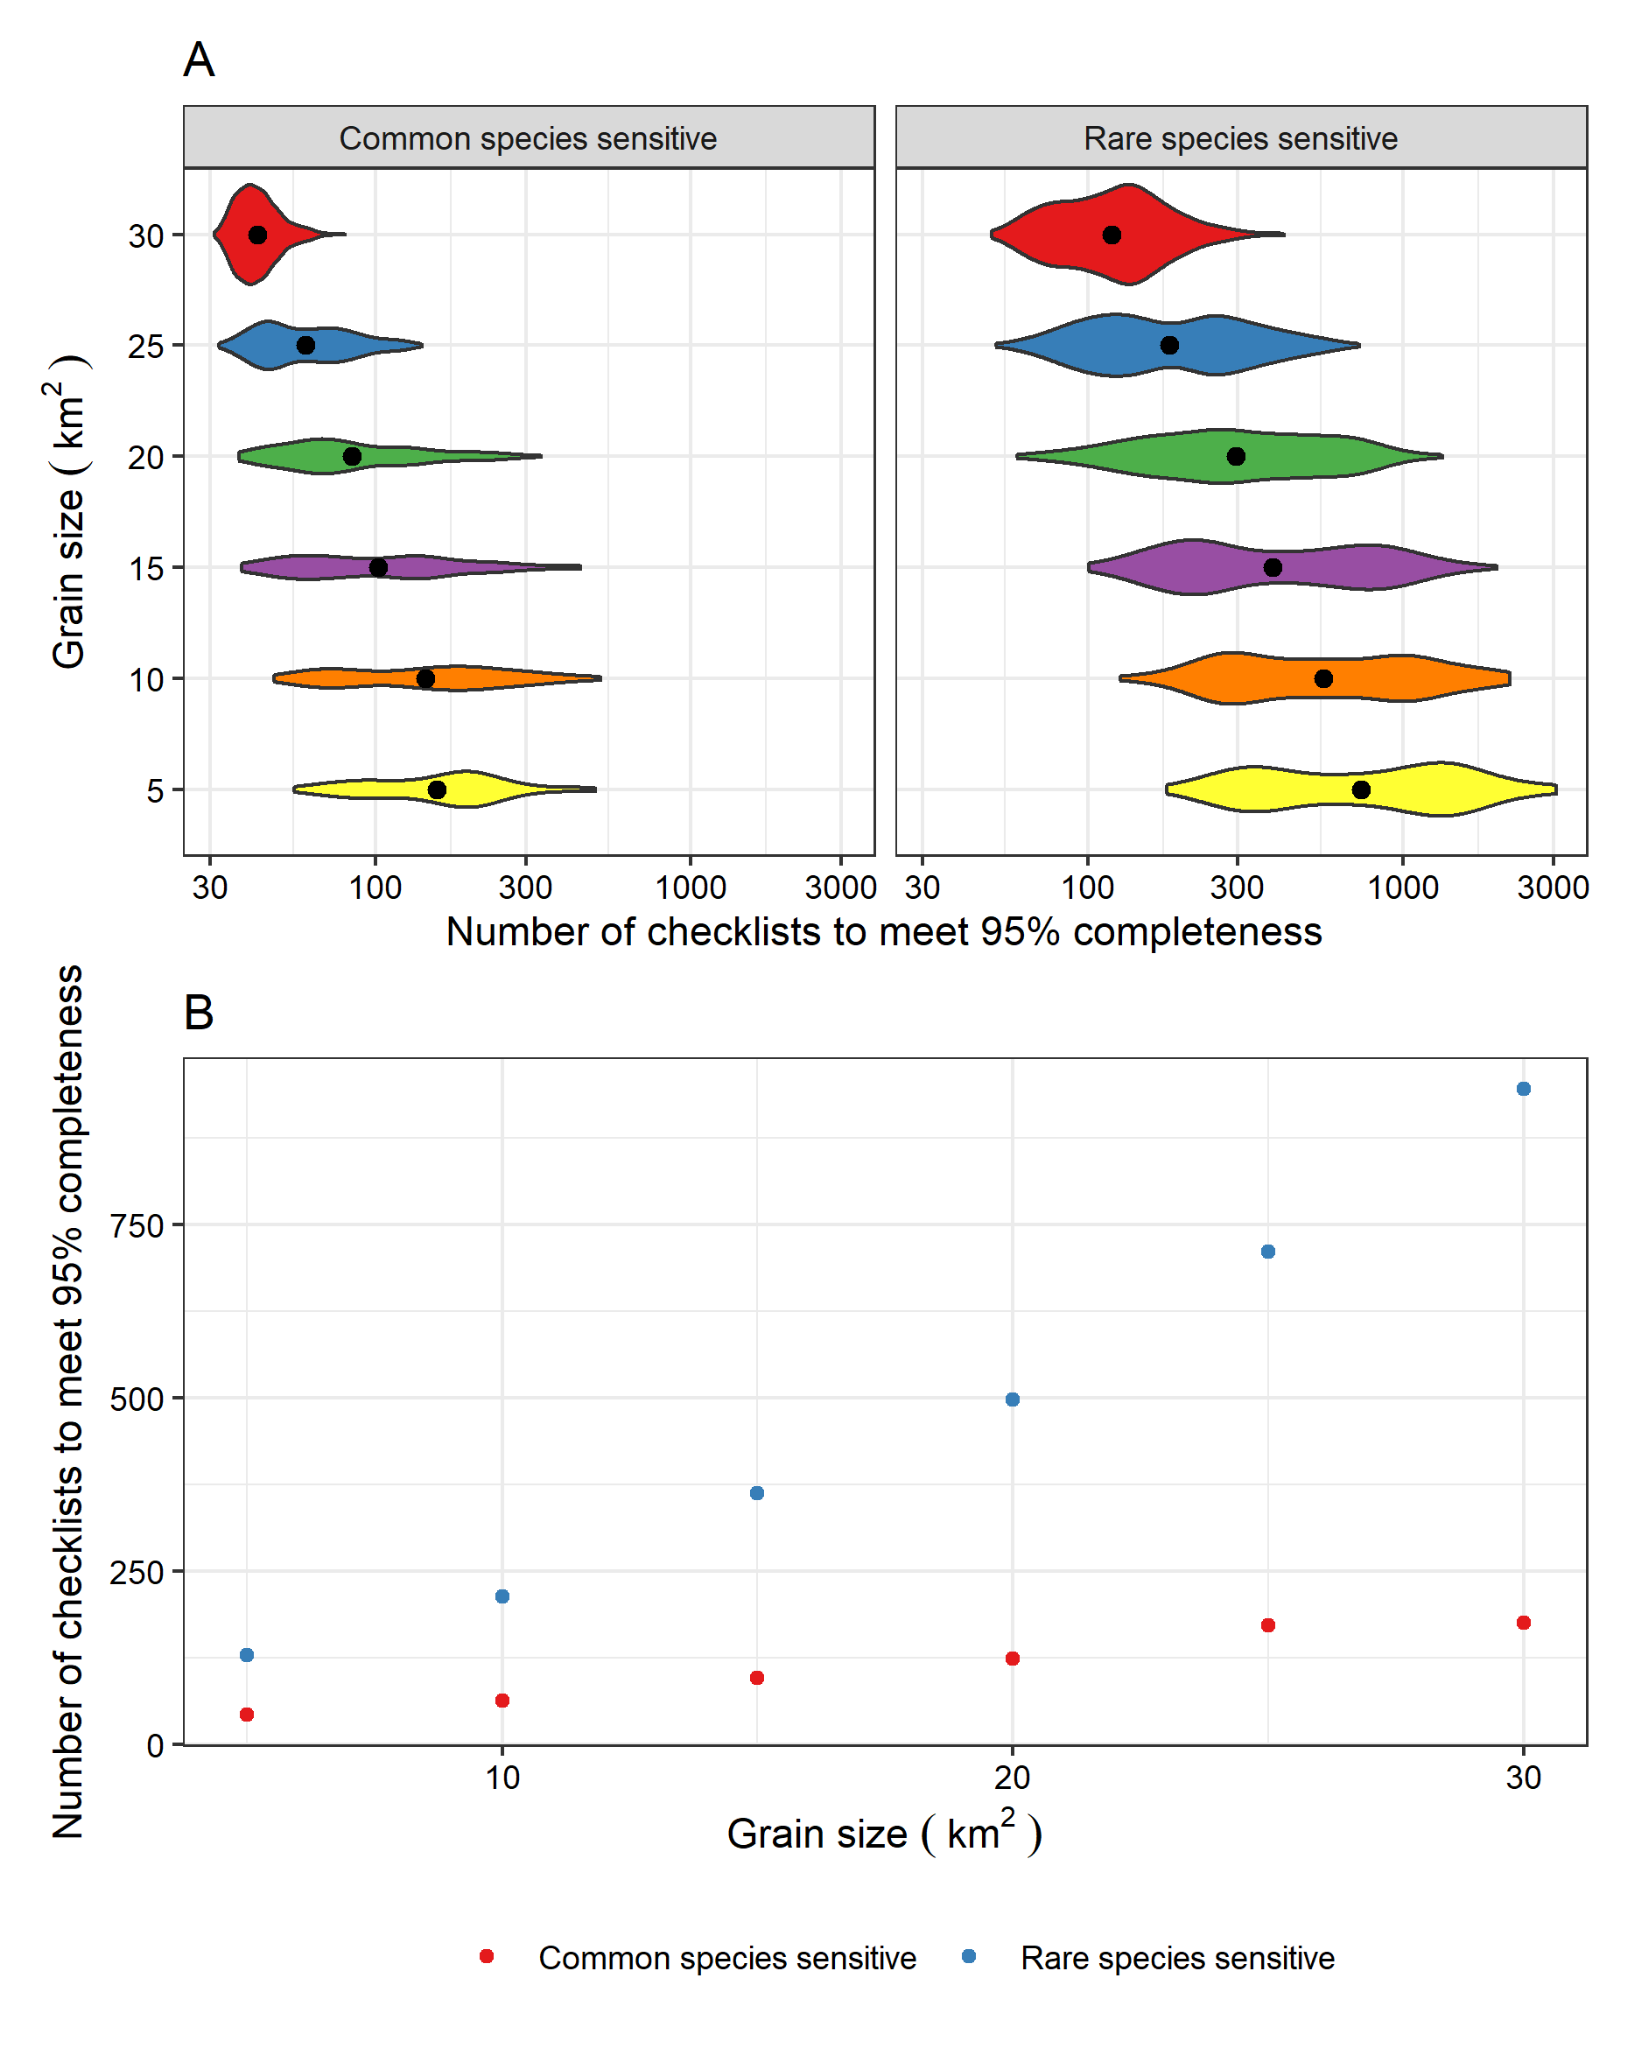 A
Common species sensitive
Rare species sensitive
Grain size ( km2 )
30
25
20
15
10
5
30 100 300 1000 3000
30 100 300 1000 3000
Number of checklists to meet 95% completeness
B
Number of checklists to meet 95% completeness
750
500
250
0
10 20 30
Grain size ( km2 )
Common species sensitive
Rare species sensitive